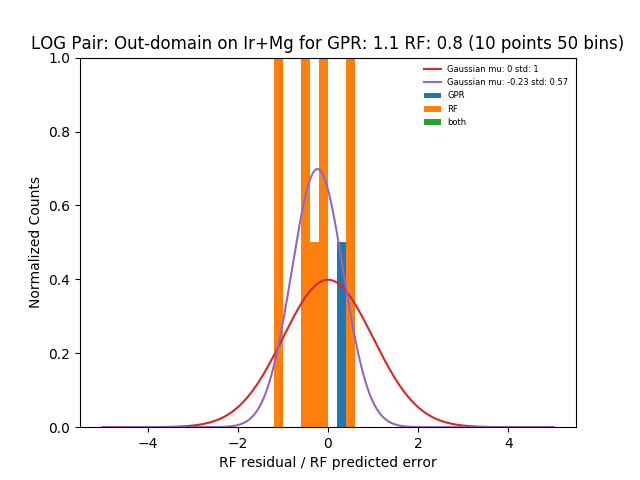 LOG Pair: Out-domain on Ir+Mg for GPR: 1.1 RF: 0.8 (10 points 50 bins)
Gaussian mu: 0 std: 1
Gaussian mu: -0.23 std: 0.57
GPR
RF
both
Normalized Counts
1.0
0.8
0.6
0.4
0.2
0.0
−4 −2 0 2 4
RF residual / RF predicted error